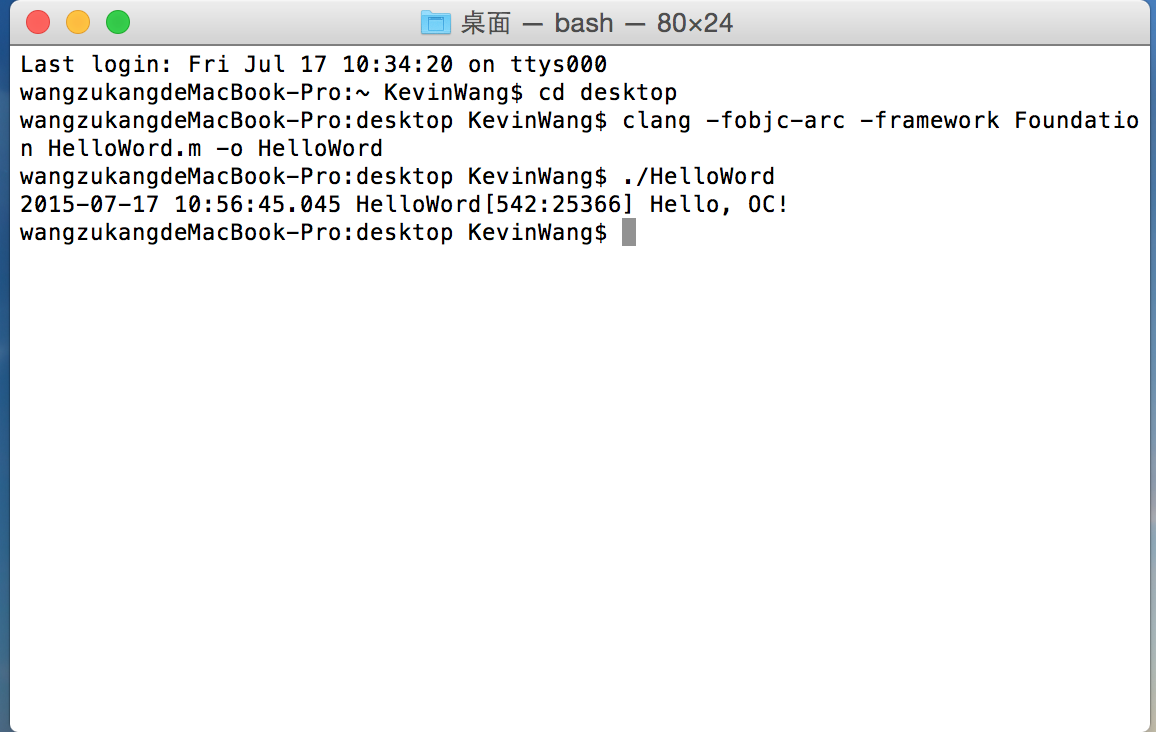 桌面 — bash — 80×24
Last login: Fri Jul 17 10:34:20 on ttys000
wangzukangdeMacBook-Pro:~ KevinWang$ cd desktop
wangzukangdeMacBook-Pro:desktop KevinWang$ clang -fobjc-arc -framework Foundatio
n HelloWord.m -o HelloWord
wangzukangdeMacBook-Pro:desktop KevinWang$ ./HelloWord
2015-07-17 10:56:45.045 HelloWord[542:25366] Hello, OC!
wangzukangdeMacBook-Pro:desktop KevinWang$